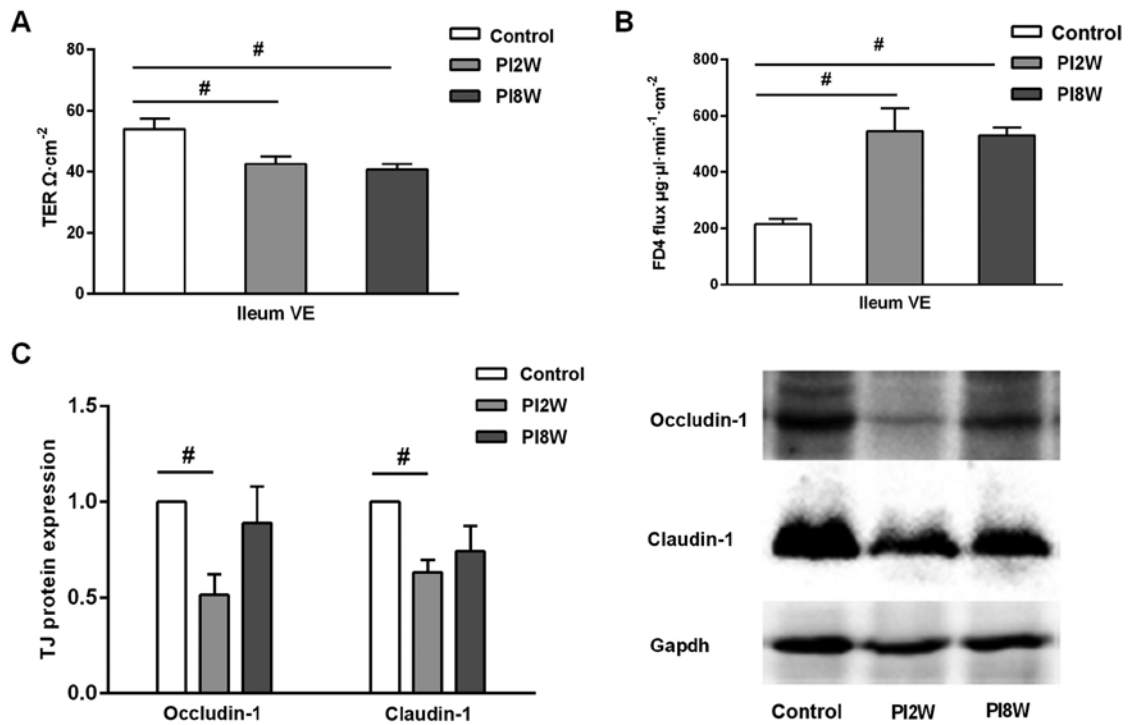 A
TER Ω·cm⁻²
80
60
40
20
0
#
#
Control
PI2W
PI8W
Ileum VE
B
FD4 flux µg·µl·min⁻¹·cm⁻²
800
600
400
200
0
#
#
Control
PI2W
PI8W
Ileum VE
C
TJ protein expression
1.5
1.0
0.5
0.0
#
#
Control
PI2W
PI8W
Occludin-1
Claudin-1
Occludin-1
Claudin-1
Gapdh
Control PI2W PI8W